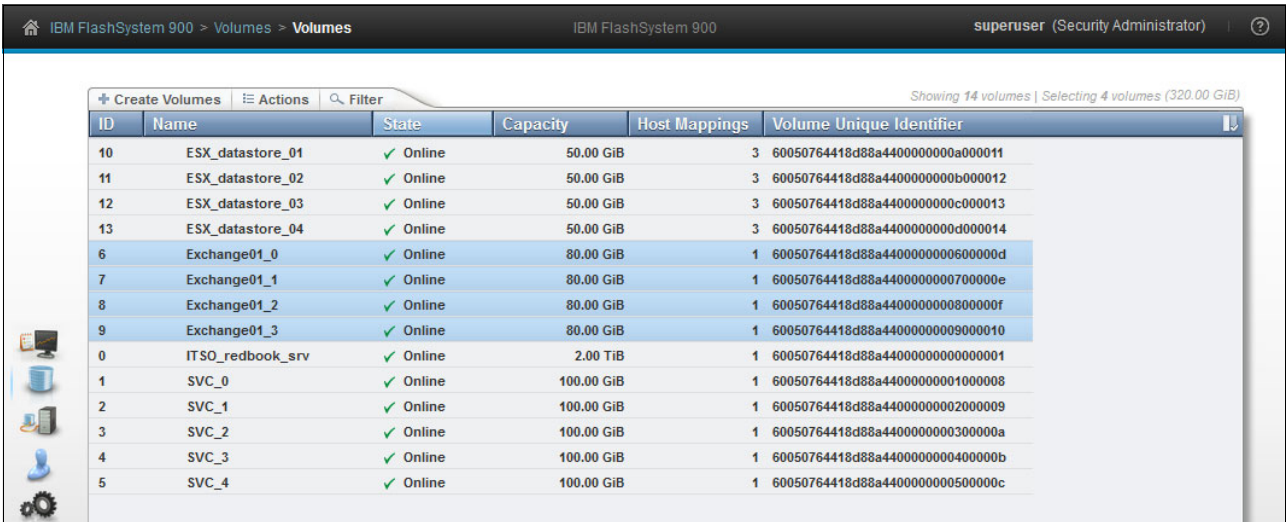 IBM FlashSystem 900 > Volumes > Volumes IBM FlashSystem 900 superuser (Security Administrator) | ?
Create Volumes Actions Filter Showing 14 volumes | Selecting 4 volumes (320.00 GiB)
ID Name State Capacity Host Mappings Volume Unique Identifier
10 ESX_datastore_01 Online 50.00 GiB 3 60050764418d88a4400000000a000011
11 ESX_datastore_02 Online 50.00 GiB 3 60050764418d88a4400000000b000012
12 ESX_datastore_03 Online 50.00 GiB 3 60050764418d88a4400000000c000013
13 ESX_datastore_04 Online 50.00 GiB 3 60050764418d88a4400000000d000014
6 Exchange01_0 Online 80.00 GiB 1 60050764418d88a4400000000600000d
7 Exchange01_1 Online 80.00 GiB 1 60050764418d88a4400000000700000e
8 Exchange01_2 Online 80.00 GiB 1 60050764418d88a4400000000800000f
9 Exchange01_3 Online 80.00 GiB 1 60050764418d88a44000000009000010
0 ITSO_redbook_srv Online 2.00 TiB 1 60050764418d88a44000000000000001
1 SVC_0 Online 100.00 GiB 1 60050764418d88a44000000001000008
2 SVC_1 Online 100.00 GiB 1 60050764418d88a44000000002000009
3 SVC_2 Online 100.00 GiB 1 60050764418d88a4400000000300000a
4 SVC_3 Online 100.00 GiB 1 60050764418d88a4400000000400000b
5 SVC_4 Online 100.00 GiB 1 60050764418d88a4400000000500000c